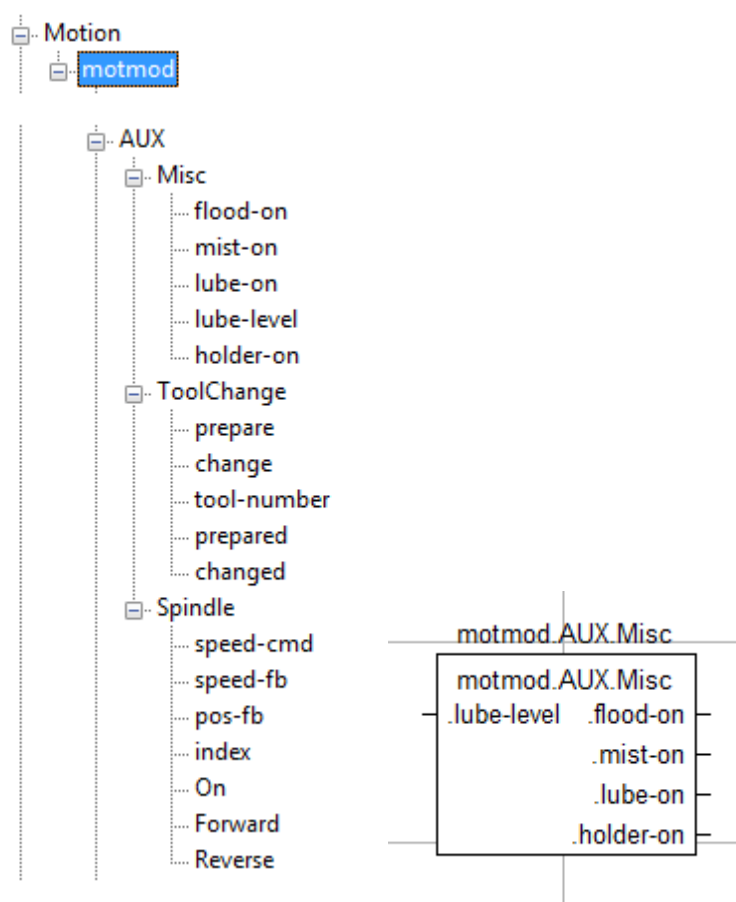 Motion
motmod
AUX
Misc
flood-on
mist-on
lube-on
lube-level
holder-on
ToolChange
prepare
change
tool-number
prepared
changed
Spindle
speed-cmd
speed-fb
pos-fb
index
On
Forward
Reverse
motmod.AUX.Misc
motmod.AUX.Misc
.lube-level .flood-on
.mist-on
.lube-on
.holder-on